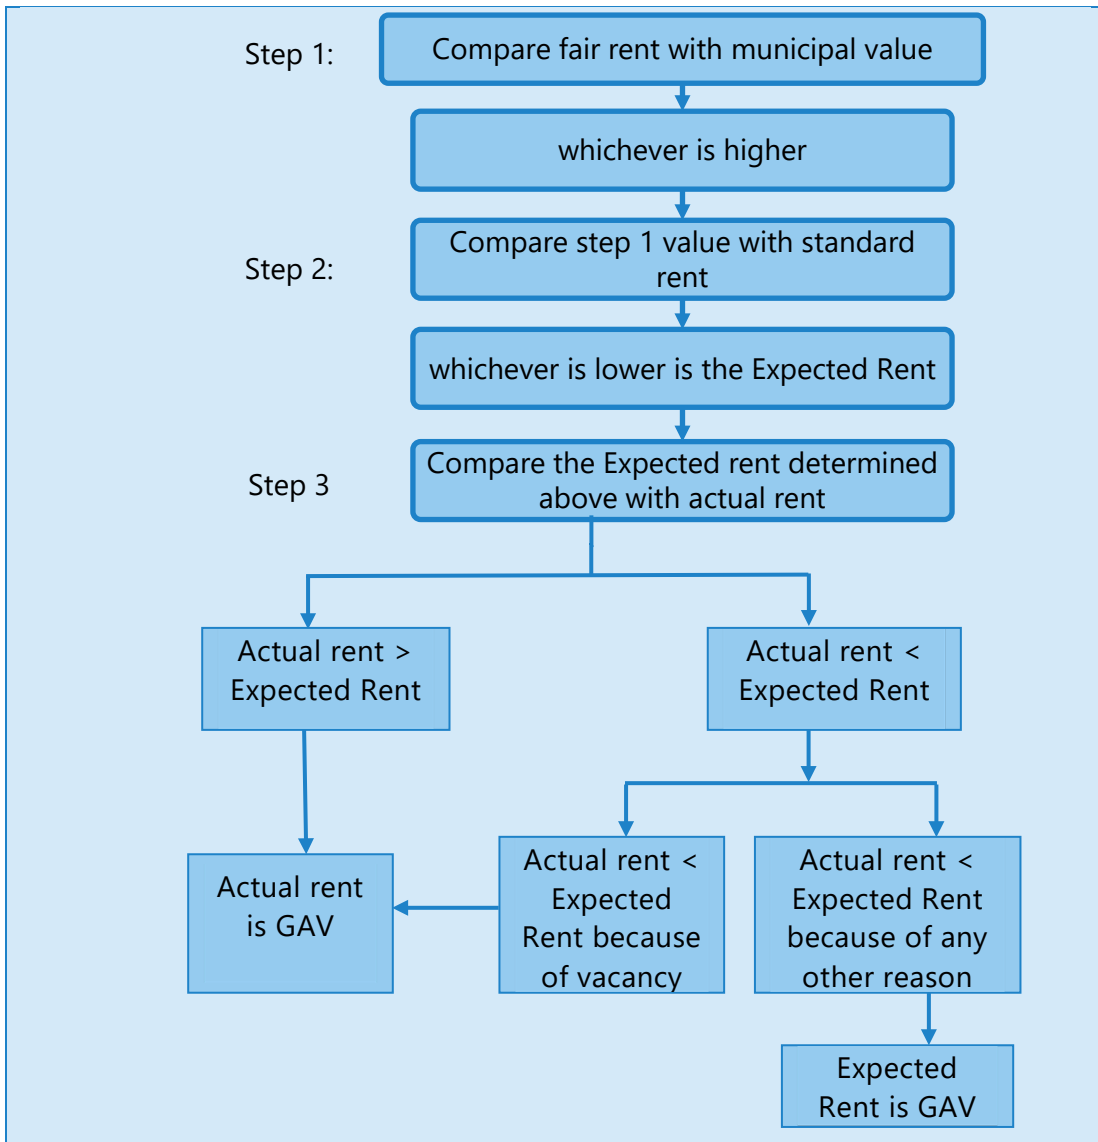 Step 1:
Compare fair rent with municipal value
whichever is higher
Step 2:
Compare step 1 value with standard
rent
whichever is lower is the Expected Rent
Step 3
Compare the Expected rent determined
above with actual rent
Actual rent >
Expected Rent
Actual rent <
Expected Rent
Actual rent
is GAV
Actual rent <
Expected
Rent because
of vacancy
Actual rent <
Expected Rent
because of any
other reason
Expected
Rent is GAV